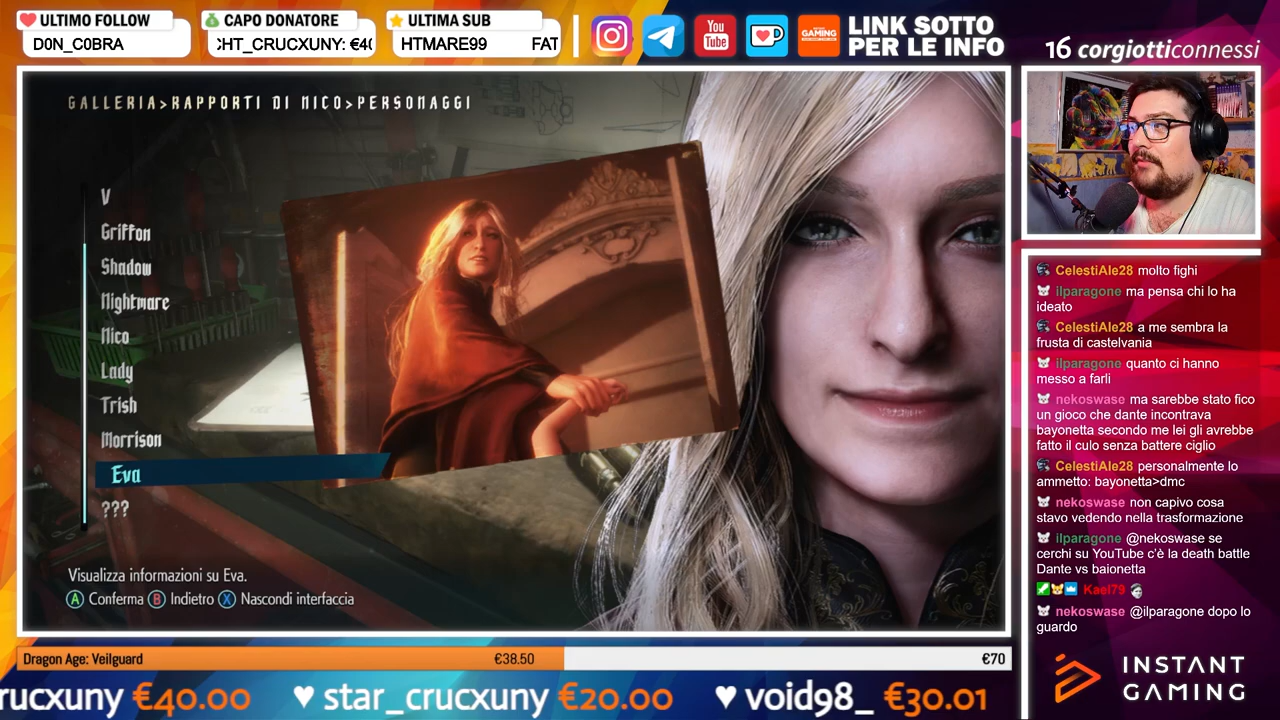 ULTIMO FOLLOW
D0N_C0BRA
CAPO DONATORE
CHT_CRUCXUNY: €40
ULTIMA SUB
HTMARE99 FAT
You
Tube
GAMING
LINK SOTTO
PER LE INFO
16 corgiotticonnessi
GALLERIA>RAPPORTI DI NICO>PERSONAGGI
V
Griffon
Shadow
Nightmare
Nico
Lady
Trish
Morrison
Eva
???
Visualizza informazioni su Eva.
A Conferma B Indietro X Nascondi interfaccia
CelestiAle28 molto fighi
ilparagone ma pensa chi lo ha
ideato
CelestiAle28 a me sembra la
frusta di castelvania
ilparagone quanto ci hanno
messo a farli
nekoswase ma sarebbe stato fico
un gioco che dante incontrava
bayonetta secondo me lei gli avrebbe
fatto il culo senza battere ciglio
CelestiAle28 personalmente lo
ammetto: bayonetta>dmc
nekoswase non capivo cosa
stavo vedendo nella trasformazione
ilparagone @nekoswase se
cerchi su YouTube c'è la death battle
Dante vs baionetta
Kael79
nekoswase @ilparagone dopo lo
guardo
Dragon Age: Veilguard €38.50 €70
rucxuny €40.00 ♥ star_crucxuny €20.00 ♥ void98_ €30.01
INSTANT
GAMING